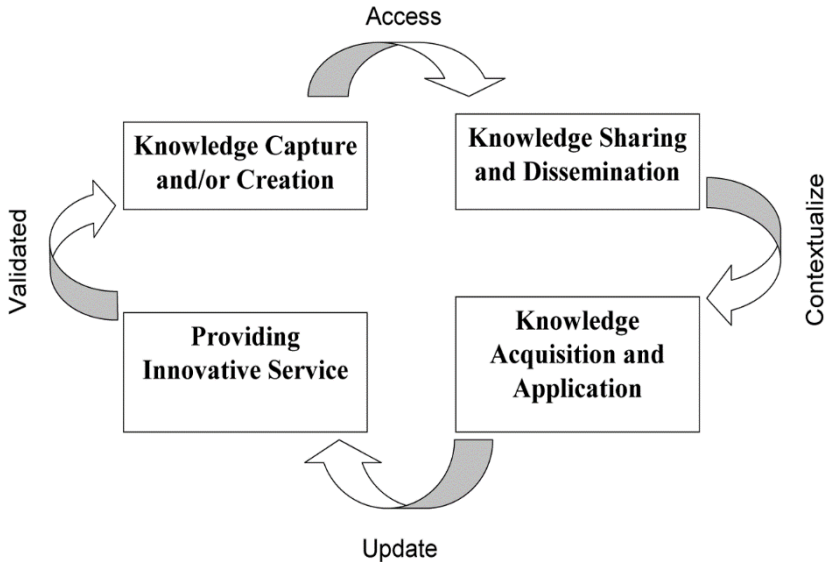 Access
Knowledge Capture
and/or Creation
Knowledge Sharing
and Dissemination
Validated
Contextualize
Providing
Innovative Service
Knowledge
Acquisition and
Application
Update